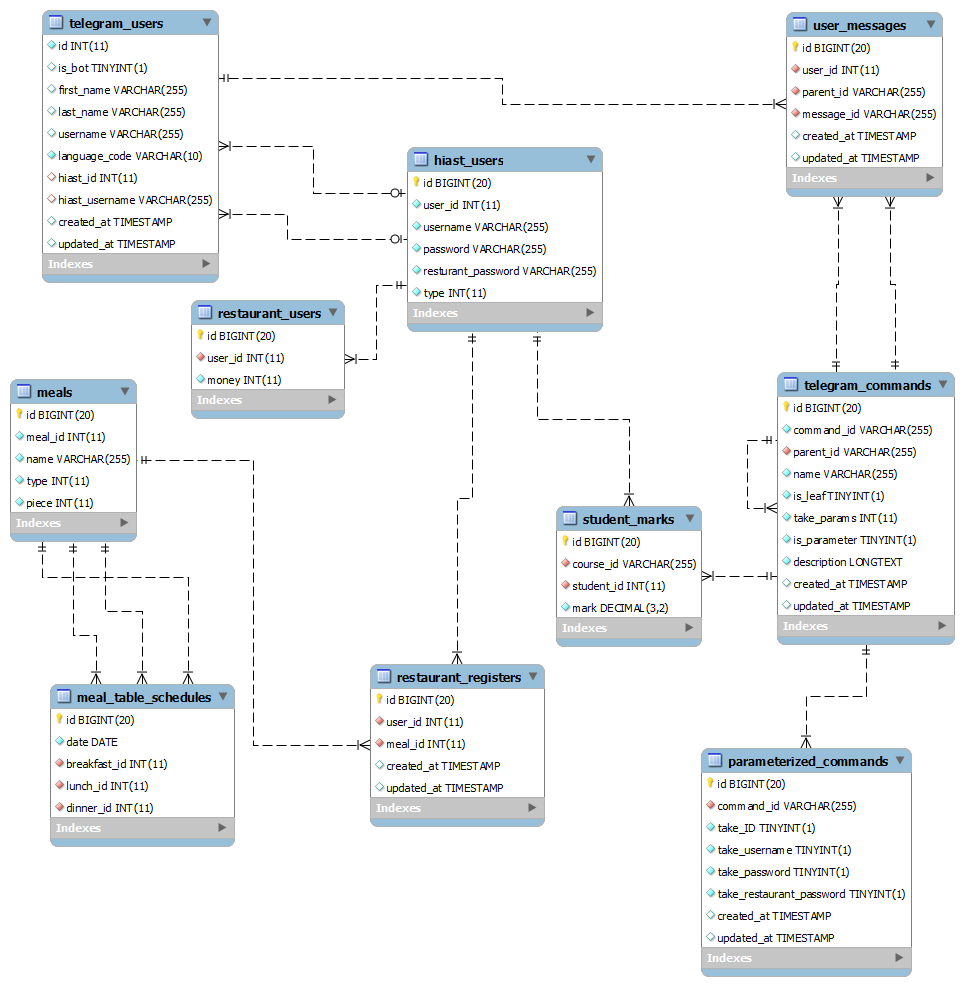 telegram_users
id INT(11)
is_bot TINYINT(1)
first_name VARCHAR(255)
last_name VARCHAR(255)
username VARCHAR(255)
language_code VARCHAR(10)
hiast_id INT(11)
hiast_username VARCHAR(255)
created_at TIMESTAMP
updated_at TIMESTAMP
Indexes
user_messages
id BIGINT(20)
user_id INT(11)
parent_id VARCHAR(255)
message_id VARCHAR(255)
created_at TIMESTAMP
updated_at TIMESTAMP
Indexes
hiast_users
id BIGINT(20)
user_id INT(11)
username VARCHAR(255)
password VARCHAR(255)
resturant_password VARCHAR(255)
type INT(11)
Indexes
restaurant_users
id BIGINT(20)
user_id INT(11)
money INT(11)
Indexes
meals
id BIGINT(20)
meal_id INT(11)
name VARCHAR(255)
type INT(11)
piece INT(11)
Indexes
telegram_commands
id BIGINT(20)
command_id VARCHAR(255)
parent_id VARCHAR(255)
name VARCHAR(255)
is_leaf TINYINT(1)
take_params INT(11)
is_parameter TINYINT(1)
description LONGTEXT
created_at TIMESTAMP
updated_at TIMESTAMP
Indexes
student_marks
id BIGINT(20)
course_id VARCHAR(255)
student_id INT(11)
mark DECIMAL(3,2)
Indexes
meal_table_schedules
id BIGINT(20)
date DATE
breakfast_id INT(11)
lunch_id INT(11)
dinner_id INT(11)
Indexes
restaurant_registers
id BIGINT(20)
user_id INT(11)
meal_id INT(11)
created_at TIMESTAMP
updated_at TIMESTAMP
Indexes
parameterized_commands
id BIGINT(20)
command_id VARCHAR(255)
take_ID TINYINT(1)
take_username TINYINT(1)
take_password TINYINT(1)
take_restaurant_password TINYINT(1)
created_at TIMESTAMP
updated_at TIMESTAMP
Indexes